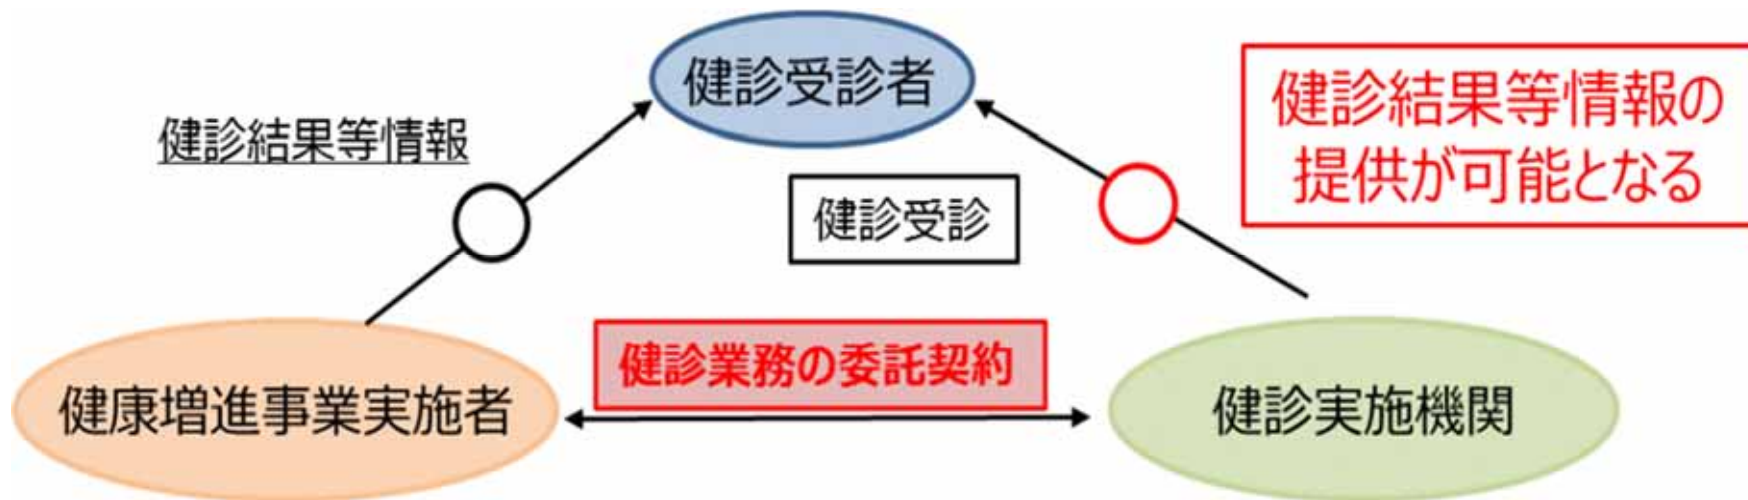 健診受診者
健診結果等情報
健診結果等情報の
提供が可能となる
健診受診
健診業務の委託契約
健康増進事業実施者
健診実施機関